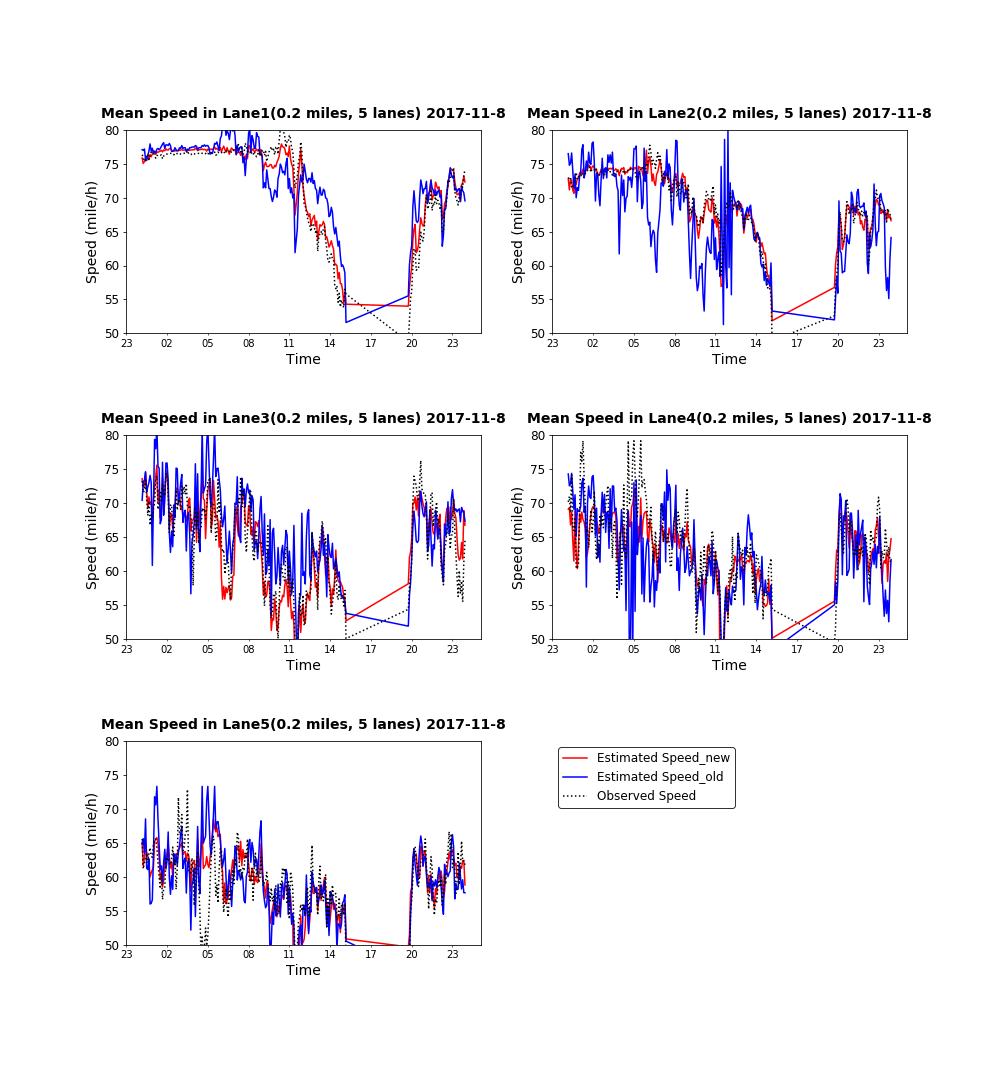 Mean Speed in Lane1(0.2 miles, 5 lanes) 2017-11-8
80
75
70
65
60
55
50
Speed (mile/h)
23 02 05 08 11 14 17 20 23
Time
Mean Speed in Lane2(0.2 miles, 5 lanes) 2017-11-8
80
75
70
65
60
55
50
Speed (mile/h)
23 02 05 08 11 14 17 20 23
Time
Mean Speed in Lane3(0.2 miles, 5 lanes) 2017-11-8
80
75
70
65
60
55
50
Speed (mile/h)
23 02 05 08 11 14 17 20 23
Time
Mean Speed in Lane4(0.2 miles, 5 lanes) 2017-11-8
80
75
70
65
60
55
50
Speed (mile/h)
23 02 05 08 11 14 17 20 23
Time
Mean Speed in Lane5(0.2 miles, 5 lanes) 2017-11-8
80
75
70
65
60
55
50
Speed (mile/h)
23 02 05 08 11 14 17 20 23
Time
Estimated Speed_new
Estimated Speed_old
Observed Speed